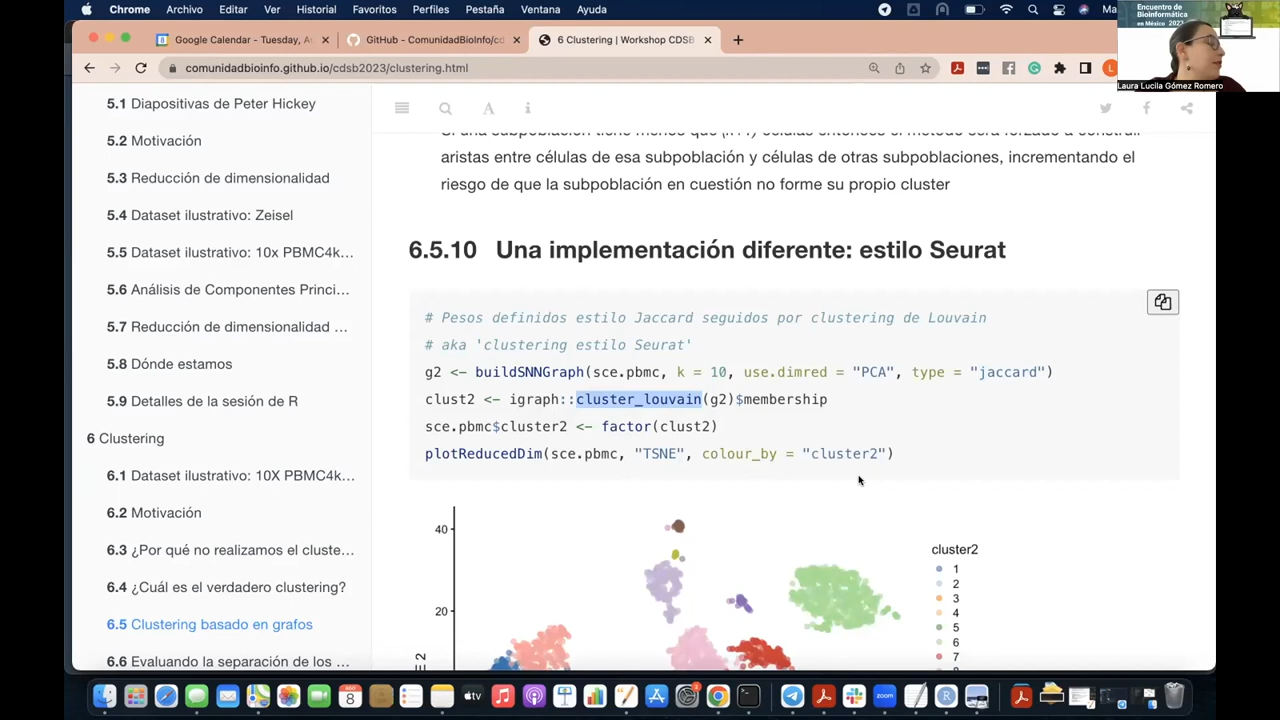 Chrome Archivo Editar Ver Historial Favoritos Perfiles Pestaña Ventana Ayuda
Encuentro de
Bioinformática
en México 2023
Laura Lucila Gómez Romero
Google Calendar - Tuesday, A
GitHub - ComunidadBioInfo/cd
6 Clustering | Workshop CDSB
comunidadbioinfo.github.io/cdsb2023/clustering.html
5.1 Diapositivas de Peter Hickey
5.2 Motivación
5.3 Reducción de dimensionalidad
5.4 Dataset ilustrativo: Zeisel
5.5 Dataset ilustrativo: 10x PBMC4k…
5.6 Análisis de Componentes Princi…
5.7 Reducción de dimensionalidad …
5.8 Dónde estamos
5.9 Detalles de la sesión de R
6 Clustering
6.1 Dataset ilustrativo: 10X PBMC4k…
6.2 Motivación
6.3 ¿Por qué no realizamos el cluste…
6.4 ¿Cuál es el verdadero clustering?
6.5 Clustering basado en grafos
6.6 Evaluando la separación de los …
aristas entre células de esa subpoblación y células de otras subpoblaciones, incrementando el
riesgo de que la subpoblación en cuestión no forme su propio cluster
6.5.10 Una implementación diferente: estilo Seurat
# Pesos definidos estilo Jaccard seguidos por clustering de Louvain
# aka 'clustering estilo Seurat'
g2 <- buildSNNGraph(sce.pbmc, k = 10, use.dimred = "PCA", type = "jaccard")
clust2 <- igraph::cluster_louvain(g2)$membership
sce.pbmc$cluster2 <- factor(clust2)
plotReducedDim(sce.pbmc, "TSNE", colour_by = "cluster2")
40
20
cluster2
1
2
3
4
5
6
7